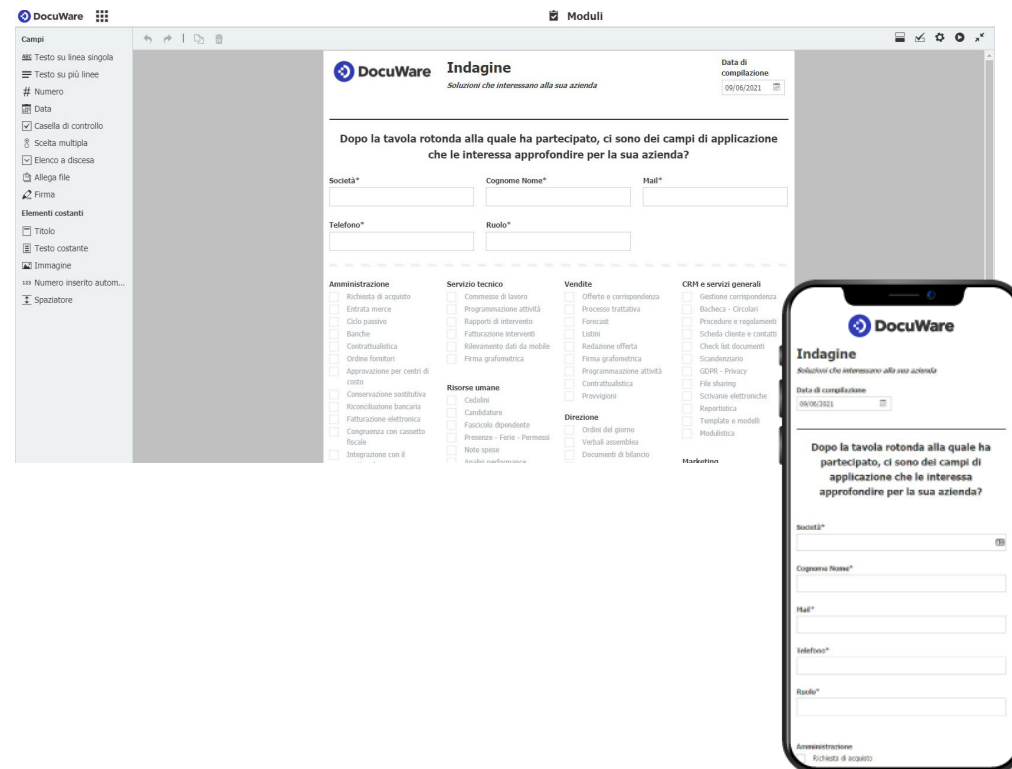 DocuWare
Moduli
Campi
ABC Testo su linea singola
Testo su più linee
# Numero
Data
Casella di controllo
Scelta multipla
Elenco a discesa
Allega file
Firma
Elementi costanti
Titolo
Testo costante
Immagine
123 Numero inserito autom...
Spaziatore
DocuWare
Indagine
Soluzioni che interessano alla sua azienda
Data di
compilazione
09/06/2021
Dopo la tavola rotonda alla quale ha partecipato, ci sono dei campi di applicazione
che le interessa approfondire per la sua azienda?
Società*
Cognome Nome*
Mail*
Telefono*
Ruolo*
Amministrazione
Richiesta di acquisto
Entrata merce
Ciclo passivo
Banche
Contrattualistica
Ordine fornitori
Approvazione per centri di
costo
Conservazione sostitutiva
Riconciliazione bancaria
Fatturazione elettronica
Congruenza con cassetto
fiscale
Integrazione con il
Servizio tecnico
Commesse di lavoro
Programmazione attività
Rapporti di intervento
Fatturazione interventi
Rilevamento dati da mobile
Firma grafometrica
Risorse umane
Cedolini
Candidature
Fascicolo dipendente
Presenze - Ferie - Permessi
Note spese
Analisi performance
Vendite
Offerte e corrispondenza
Processo trattativa
Forecast
Listini
Redazione offerta
Firma grafometrica
Programmaazione attività
Contrattualistica
Provvigioni
Direzione
Ordini del giorno
Verbali assemblea
Documenti di bilancio
CRM e servizi generali
Gestione corrispondenza
Bacheca - Circolari
Procedure e regolamenti
Scheda cliente e contatti
Check list documenti
Scandenziario
GDPR - Privacy
File sharing
Scrivanie elettroniche
Reportistica
Template e modelli
Modulistica
Marketing
DocuWare
Indagine
Soluzioni che interessano alla sua azienda
Data di compilazione
09/06/2021
Dopo la tavola rotonda alla quale ha
partecipato, ci sono dei campi di
applicazione che le interessa
approfondire per la sua azienda?
Società*
Cognome Nome*
Mail*
Telefono*
Ruolo*
Amministrazione
Richiesta di acquisto